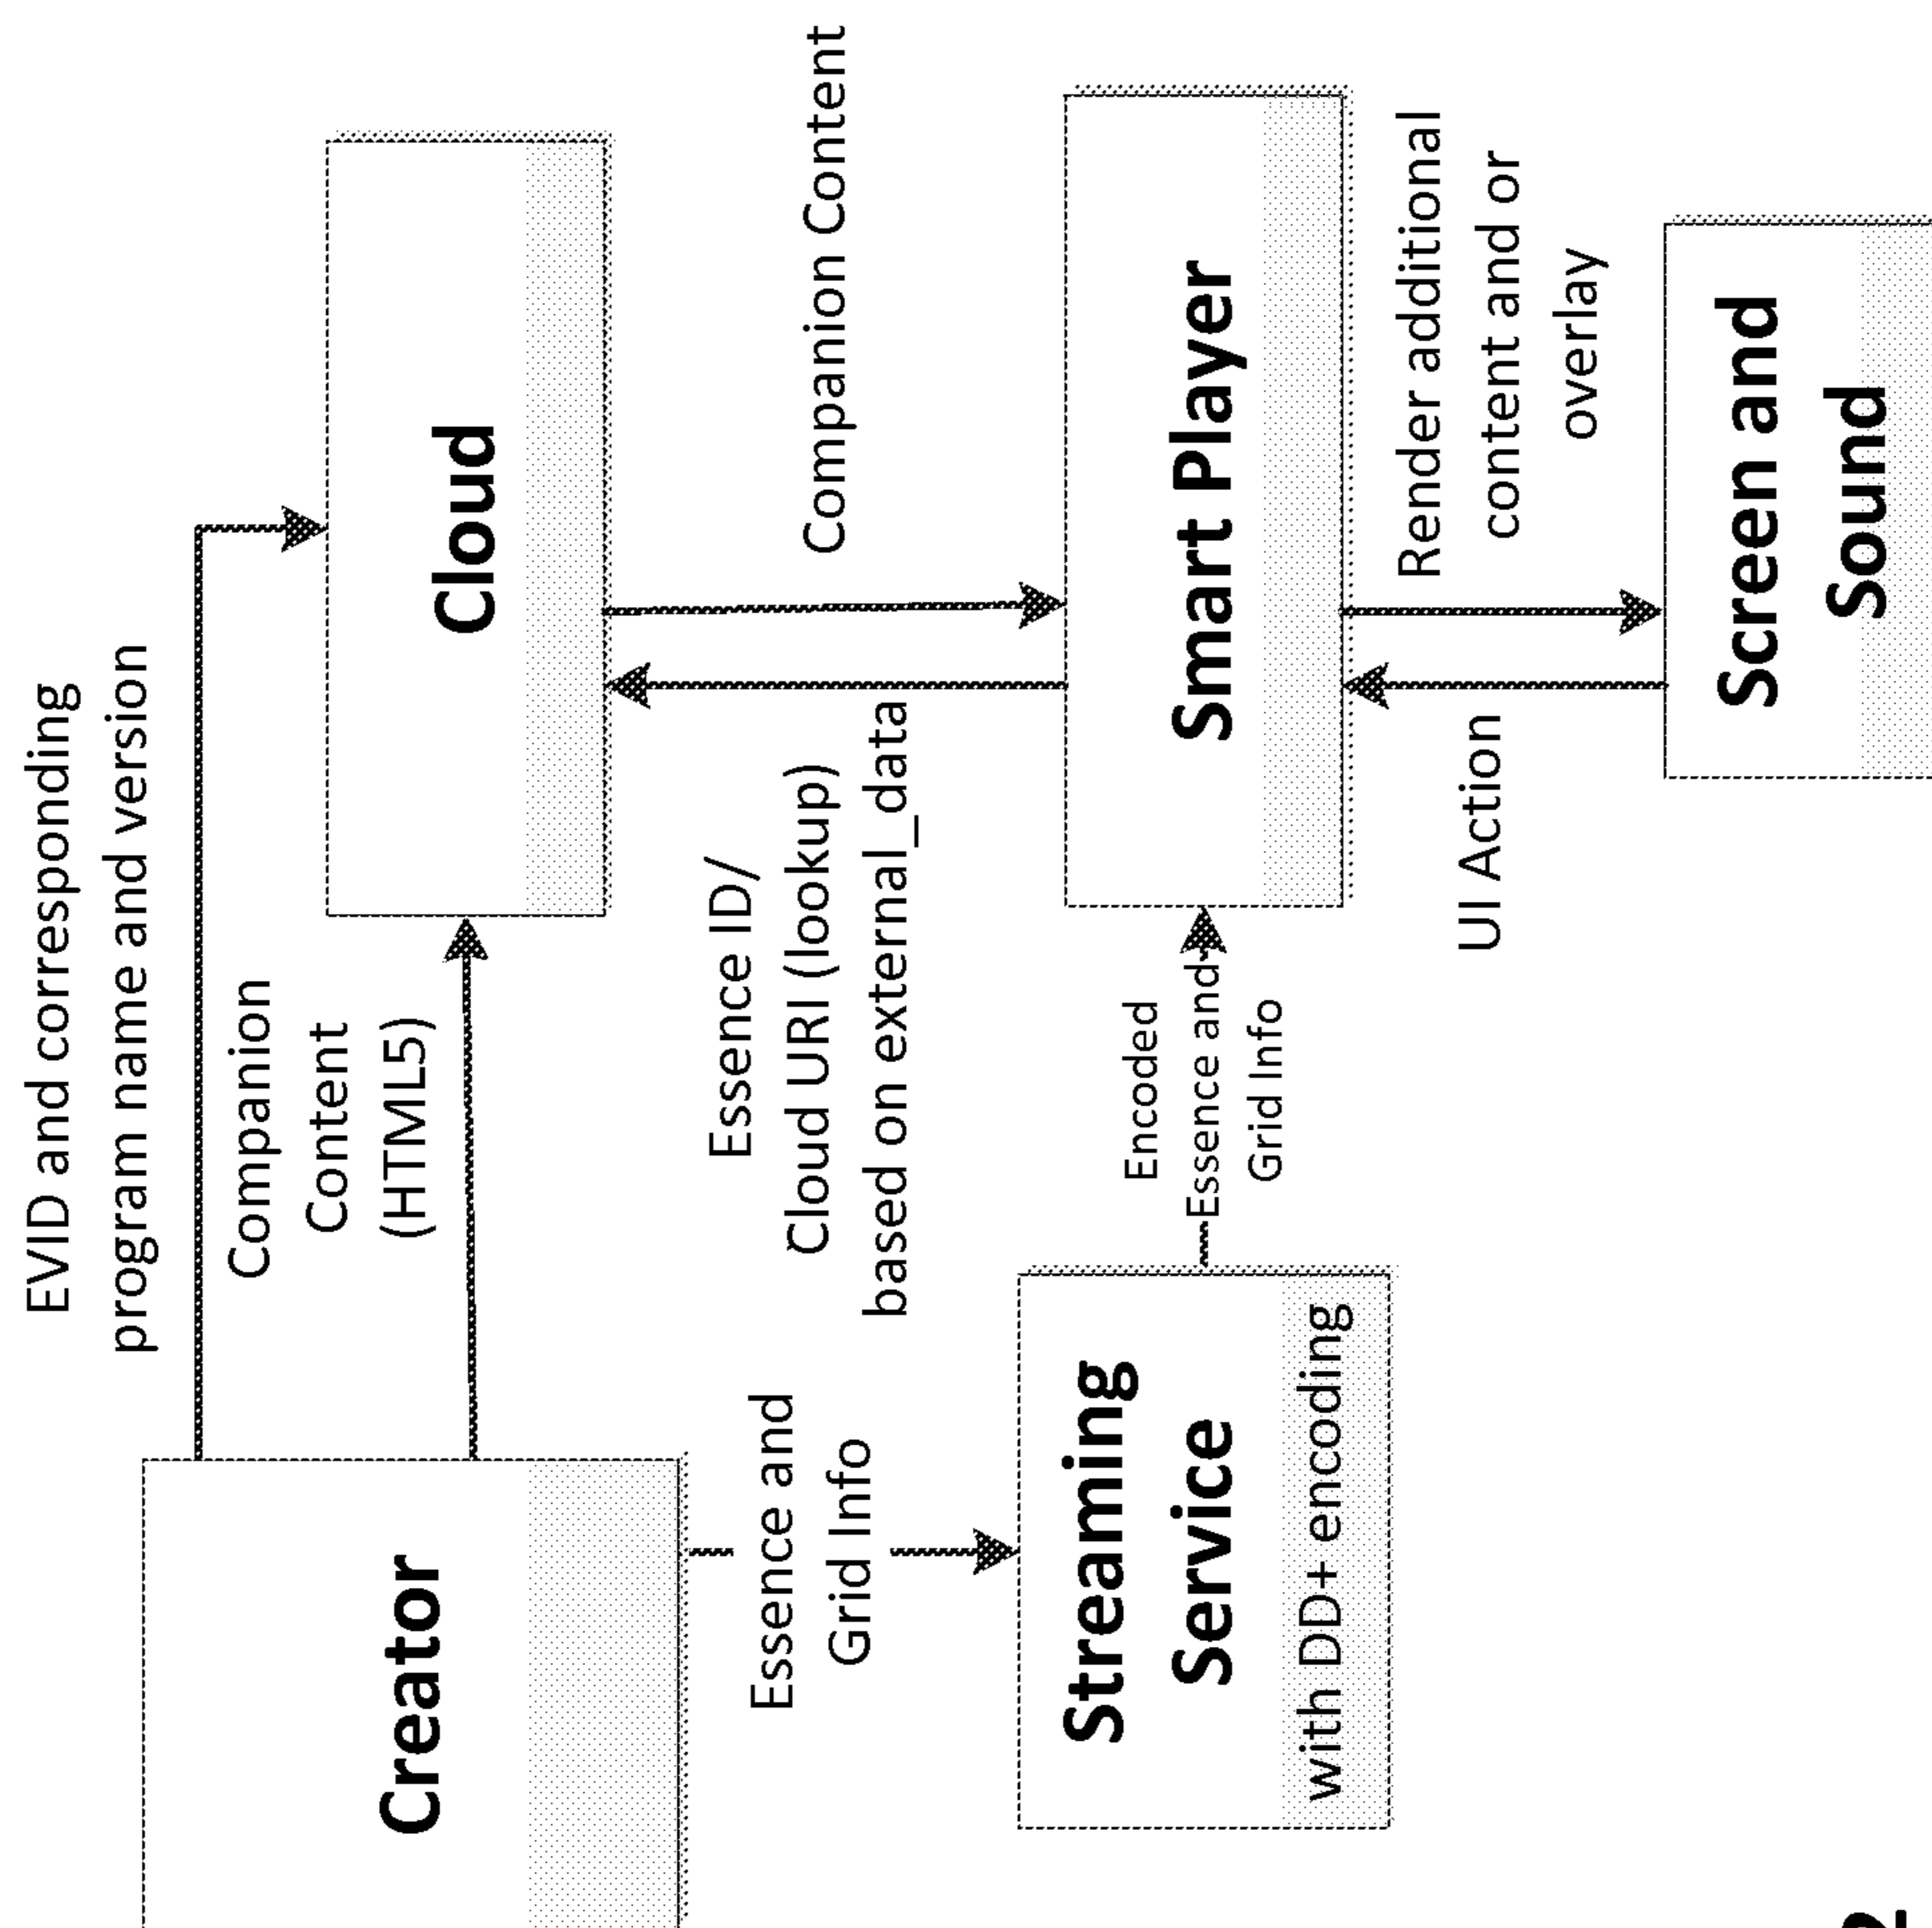 EVID and corresponding
program name and version
Companion
Content
(HTML5)
Creator
Cloud
Essence and
Grid Info
Essence ID/
Cloud URI (lookup)
based on external_data
Companion Content
Streaming
Service
with DD+ encoding
Encoded
Essence and
Grid Info
Smart Player
UI Action
Render additional
content and or
overlay
Screen and
Sound